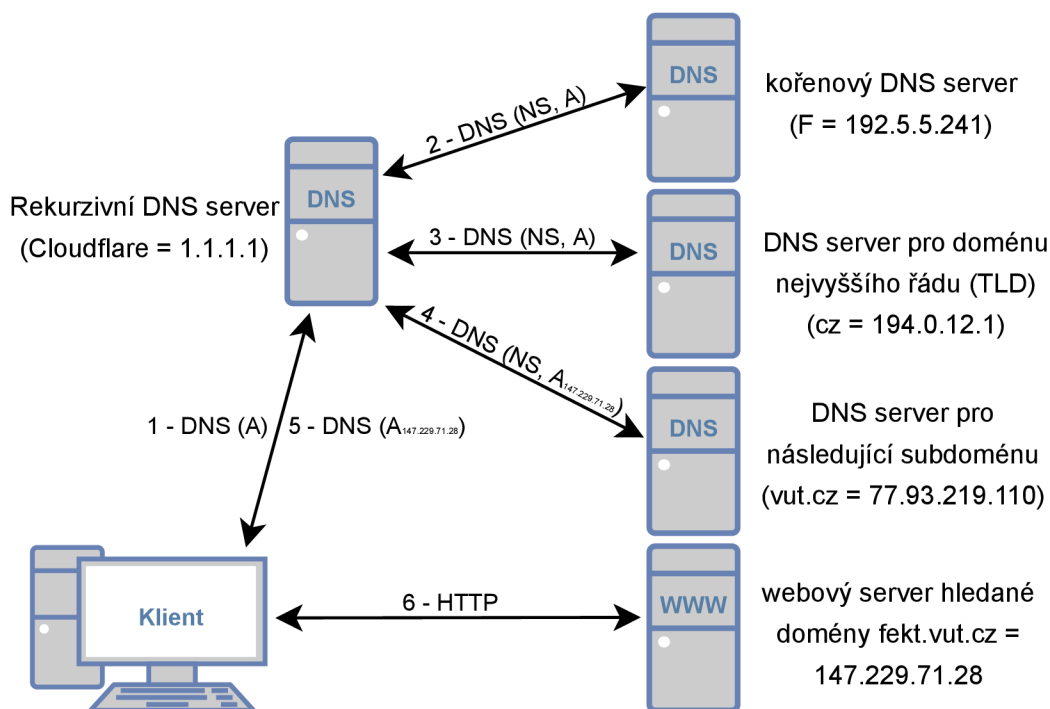 DNS
kořenový DNS server
(F = 192.5.5.241)
2 - DNS (NS, A)
DNS
Rekurzivní DNS server
(Cloudflare = 1.1.1.1)
3 - DNS (NS, A)
DNS
DNS server pro doménu
nejvyššího řádu (TLD)
(cz = 194.0.12.1)
4 - DNS (NS, A147.229.71.28)
DNS
DNS server pro
následující subdoménu
(vut.cz = 77.93.219.110)
1 - DNS (A)
5 - DNS (A147.229.71.28)
Klient
6 - HTTP
WWW
webový server hledané
domény fekt.vut.cz =
147.229.71.28